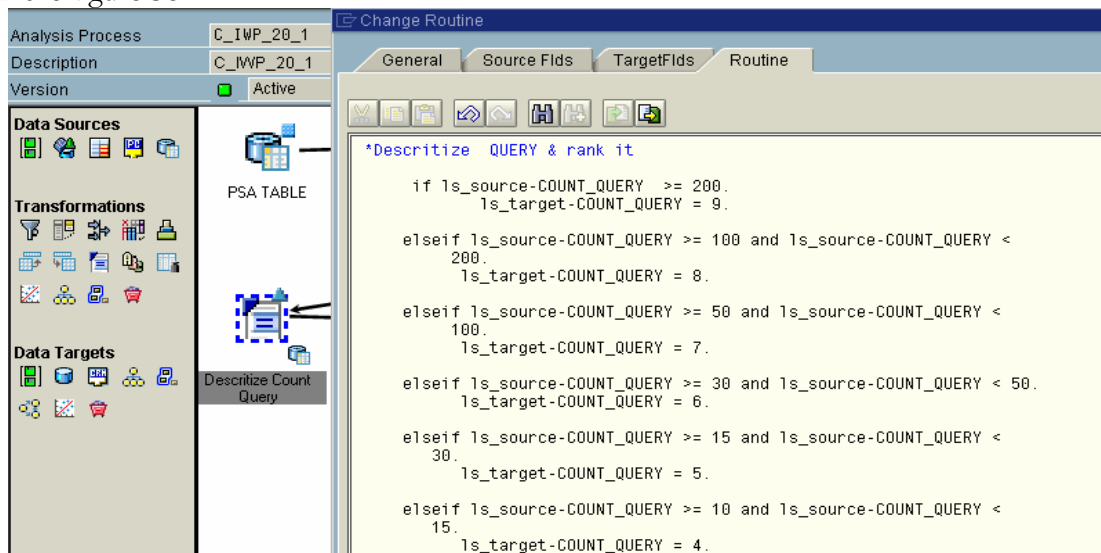 Change Routine
Analysis Process C_IWP_20_1
Description C_IWP_20_1
Version Active
General Source Flds TargetFlds Routine
Data Sources
Transformations
Data Targets
PSA TABLE
Descritize Count
Query
*Descritize QUERY & rank it
if ls_source-COUNT_QUERY >= 200.
ls_target-COUNT_QUERY = 9.
elseif ls_source-COUNT_QUERY >= 100 and ls_source-COUNT_QUERY <
200.
ls_target-COUNT_QUERY = 8.
elseif ls_source-COUNT_QUERY >= 50 and ls_source-COUNT_QUERY <
100.
ls_target-COUNT_QUERY = 7.
elseif ls_source-COUNT_QUERY >= 30 and ls_source-COUNT_QUERY < 50.
ls_target-COUNT_QUERY = 6.
elseif ls_source-COUNT_QUERY >= 15 and ls_source-COUNT_QUERY <
30.
ls_target-COUNT_QUERY = 5.
elseif ls_source-COUNT_QUERY >= 10 and ls_source-COUNT_QUERY <
15.
ls_target-COUNT_QUERY = 4.